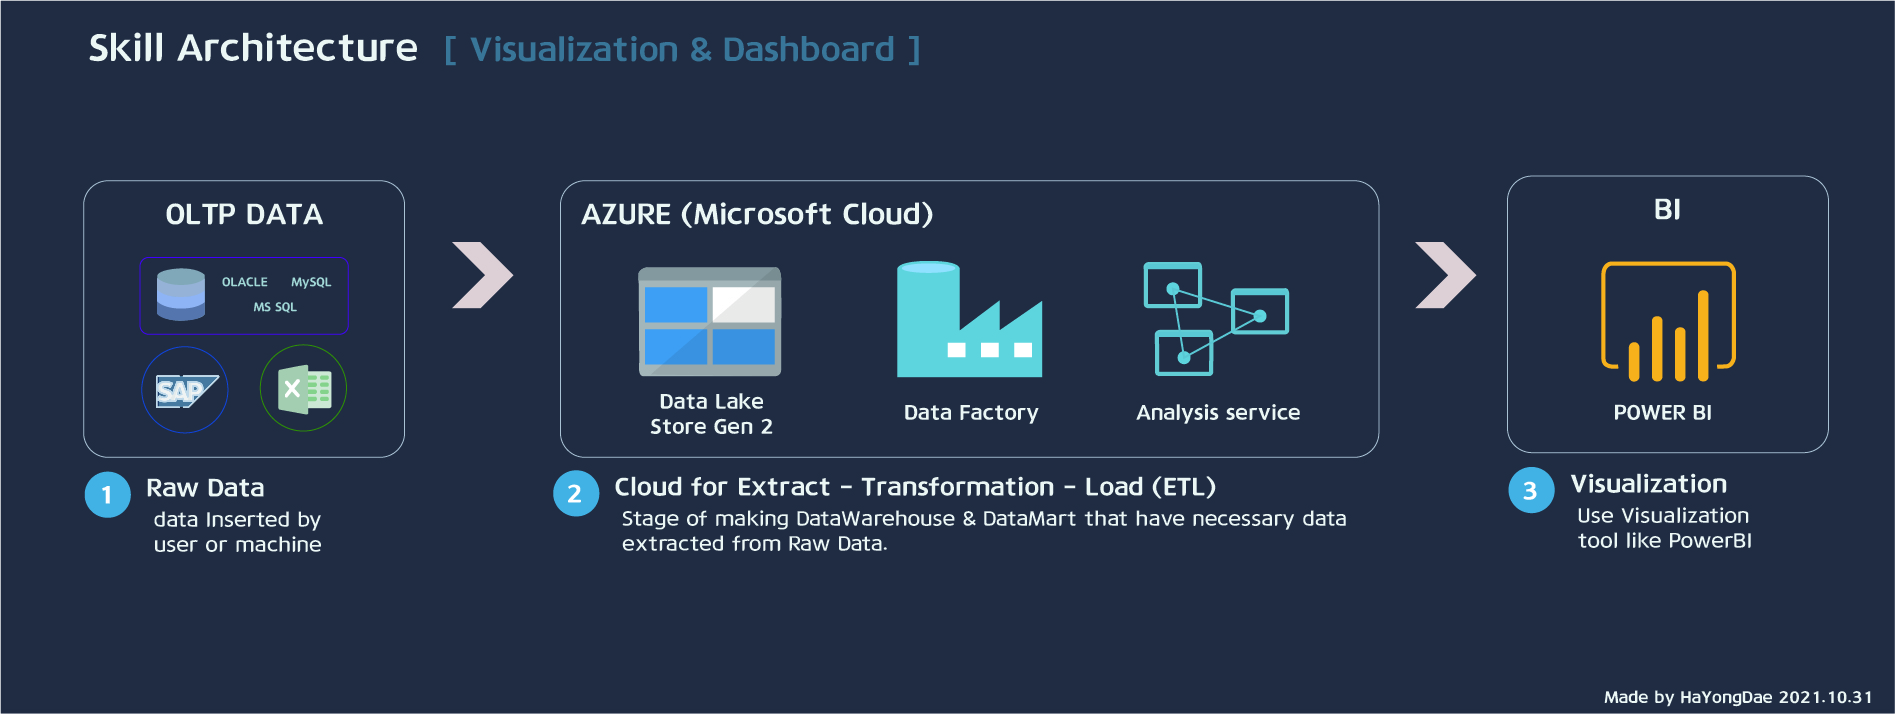 Skill Architecture [ Visualization & Dashboard ]
OLTP DATA
OLACLE MySQL
MS SQL
SAP
X
AZURE (Microsoft Cloud)
Data Lake
Store Gen 2
Data Factory
Analysis service
BI
POWER BI
1 Raw Data
data Inserted by
user or machine
2 Cloud for Extract - Transformation - Load (ETL)
Stage of making DataWarehouse & DataMart that have necessary data
extracted from Raw Data.
3 Visualization
Use Visualization
tool like PowerBI
Made by HaYongDae 2021.10.31